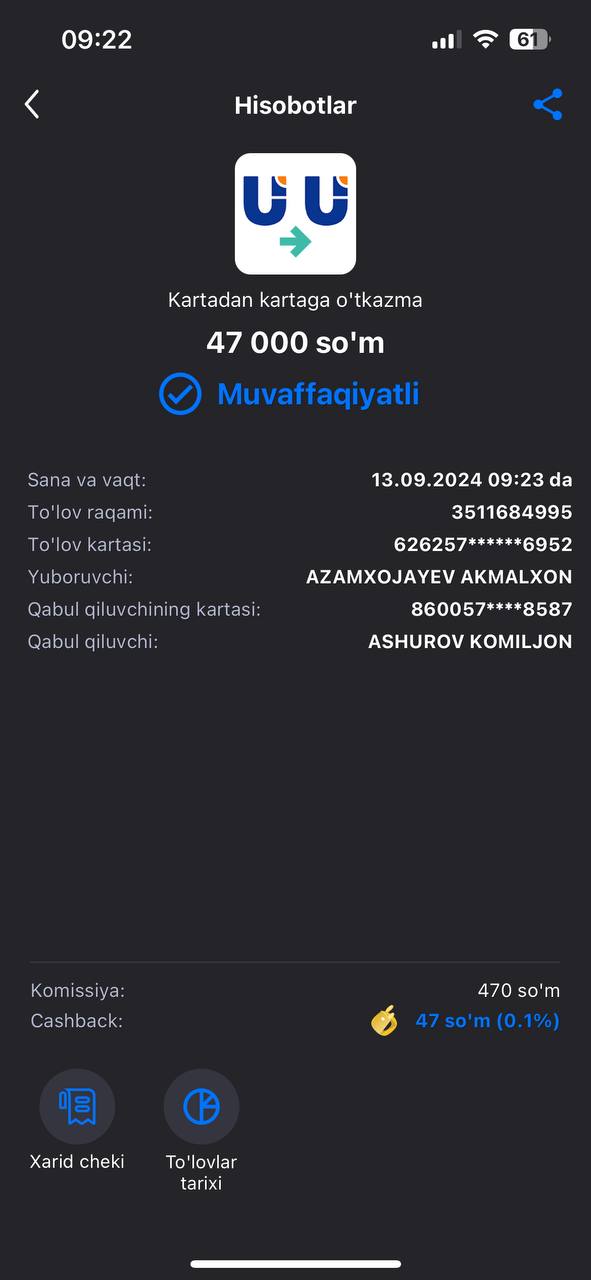 09:22
61
Hisobotlar
Kartadan kartaga o'tkazma
47 000 so'm
Muvaffaqiyatli
Sana va vaqt: 13.09.2024 09:23 da
To'lov raqami: 3511684995
To'lov kartasi: 626257******6952
Yuboruvchi: AZAMXOJAYEV AKMALXON
Qabul qiluvchining kartasi: 860057****8587
Qabul qiluvchi: ASHUROV KOMILJON
Komissiya: 470 so'm
Cashback: 47 so'm (0.1%)
Xarid cheki
To'lovlar
tarixi